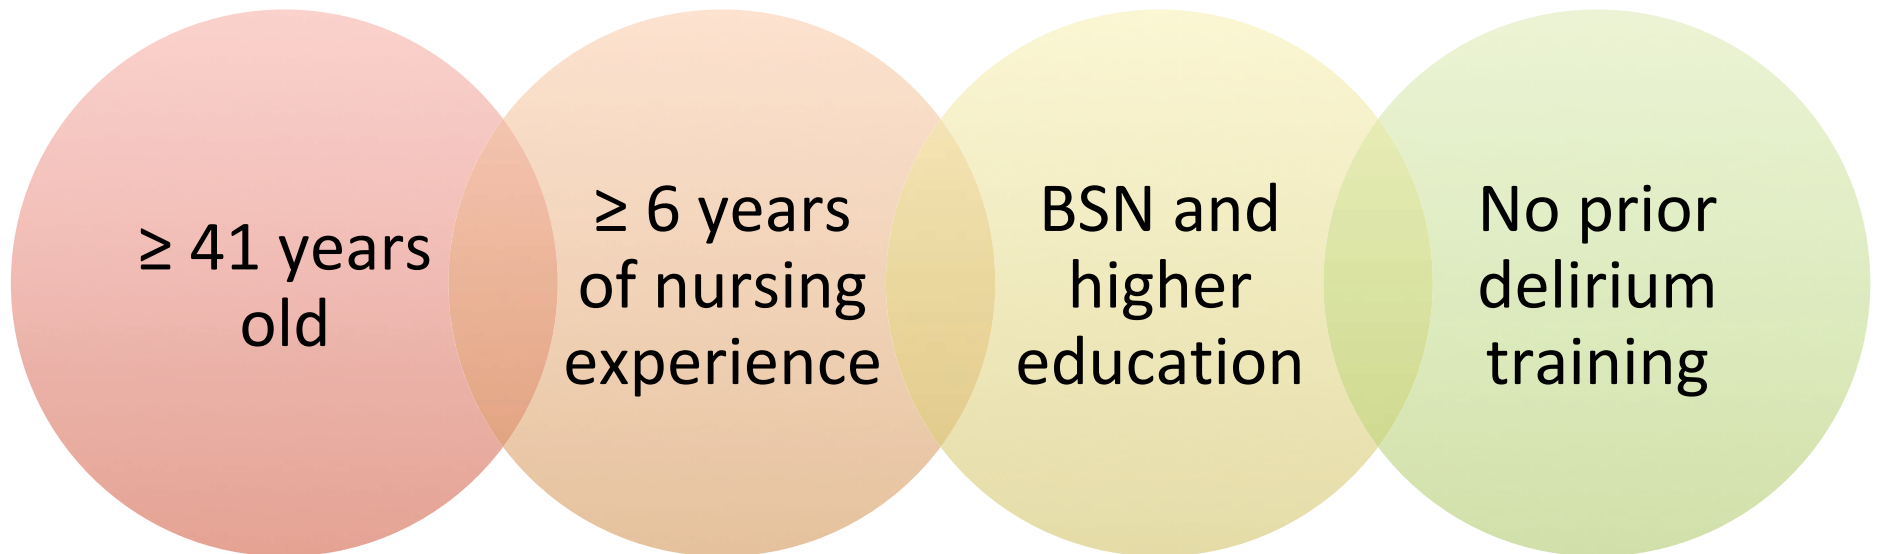 ≥ 41 years
old
≥ 6 years
of nursing
experience
BSN and
higher
education
No prior
delirium
training